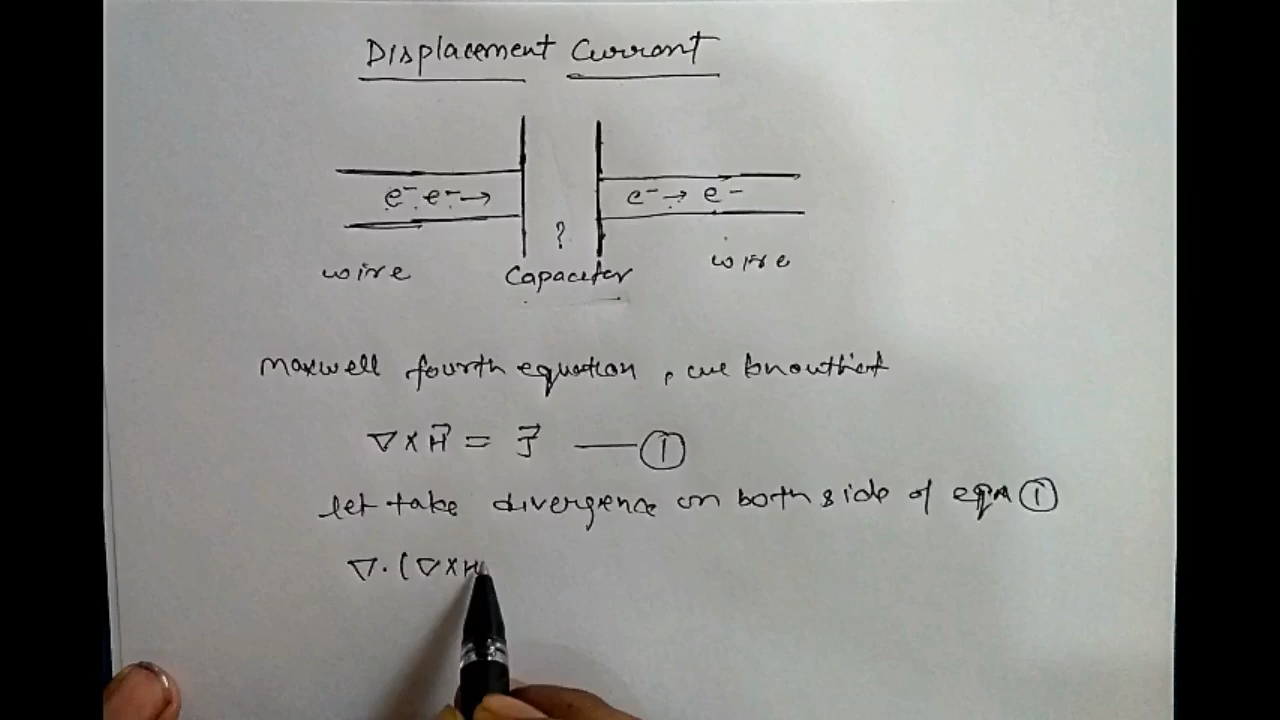 Displacement Current
e⁻ e⁻ → e⁻ → e⁻
?
wire Capacitor wire
Maxwell fourth equation, we know that
∇ × H⃗ = J⃗ —— ①
let take divergence on both side of eqn ①
∇ · ( ∇ × H